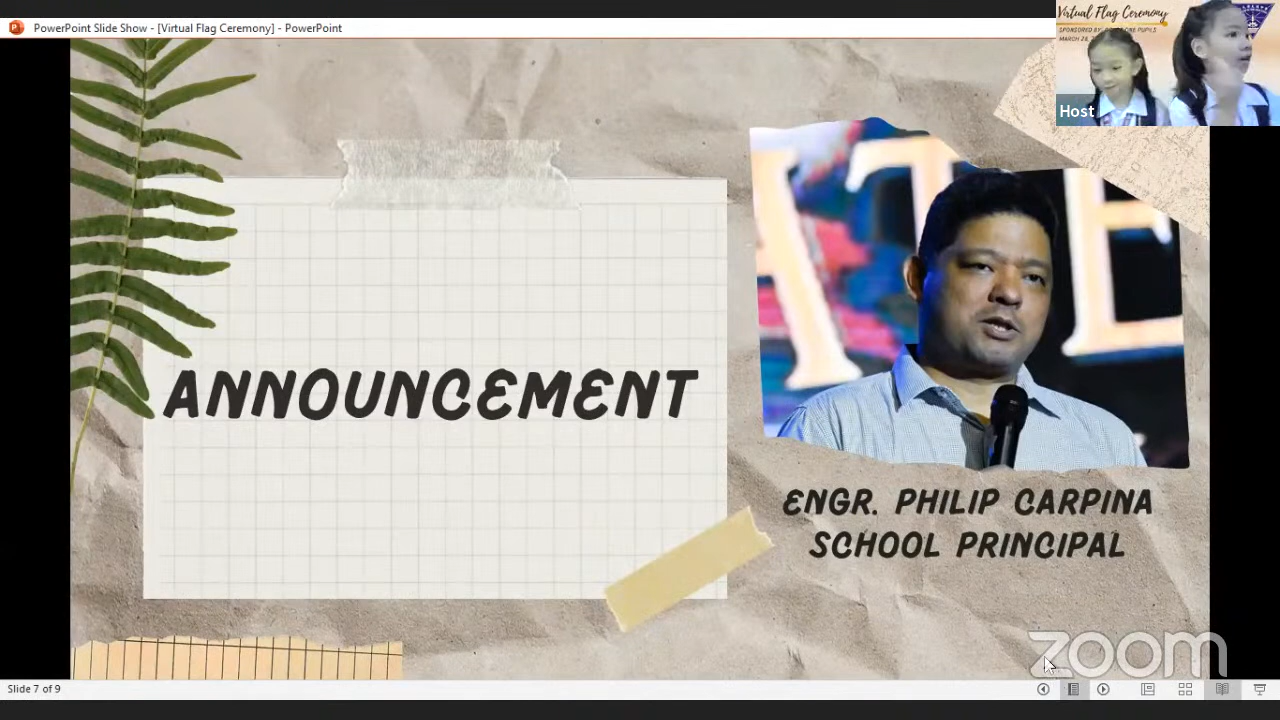 PowerPoint Slide Show - [Virtual Flag Ceremony] - PowerPoint
Virtual Flag Ceremony
Host
ANNOUNCEMENT
ENGR. PHILIP CARPINA
SCHOOL PRINCIPAL
zoom
Slide 7 of 9